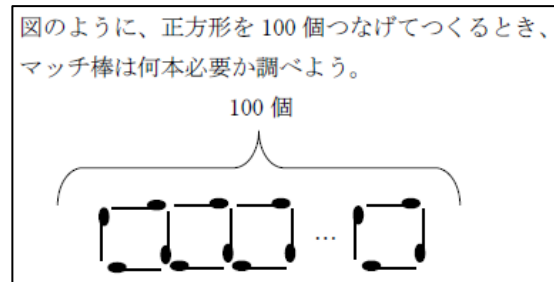 図のように、正方形を 100 個つなげてつくるとき、
マッチ棒は何本必要か調べよう。
100 個
…